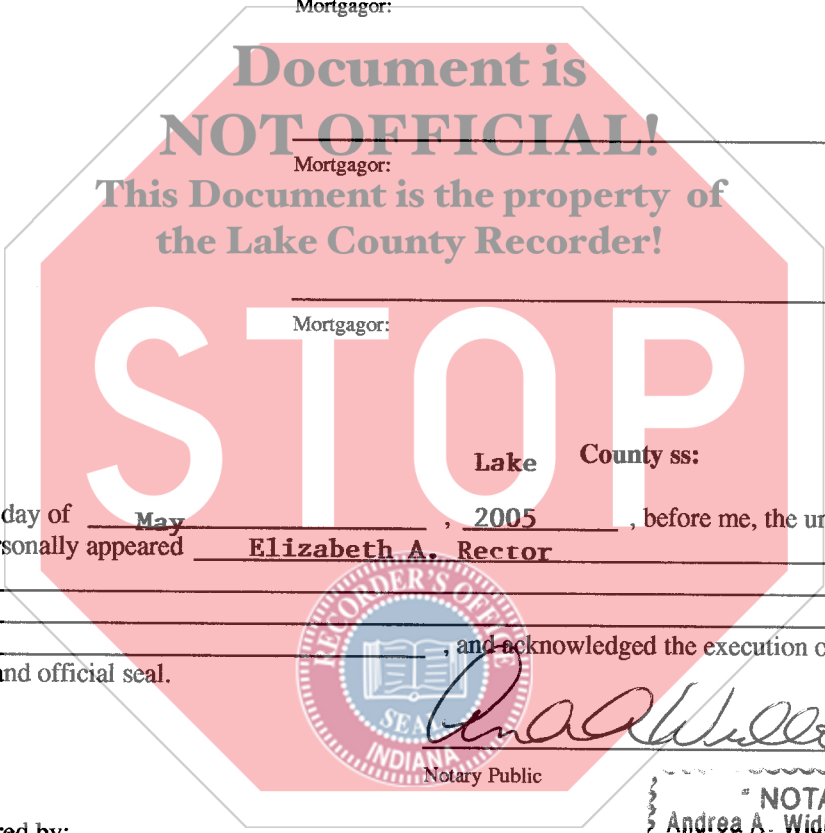 Mortgagor:
Document is
NOT OFFICIAL!
Mortgagor:
This Document is the property of
the Lake County Recorder!
Mortgagor:
STOP
Lake County ss:
day of May , 2005 , before me, the un
sonally appeared Elizabeth A. Rector
RECORDER'S OFFICE
, and acknowledged the execution o
and official seal.
SEAL
INDIANA
Notary Public
" NOTA
Andrea A. Wid
red by: